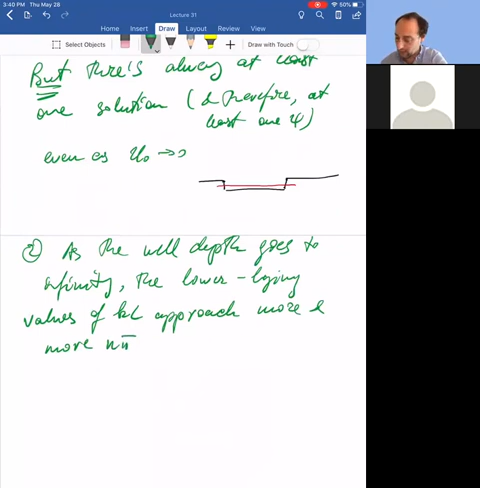 3:40 PM Thu May 28
50%
Lecture 31
Home Insert Draw Layout Review View
Select Objects
Draw with Touch
But there's always at least
one solution (& therefore, at
least one ψ)
even as U₀ → 0
② As the well depth goes to
infinity, the lower-lying
values of kL approach more &
more nπ